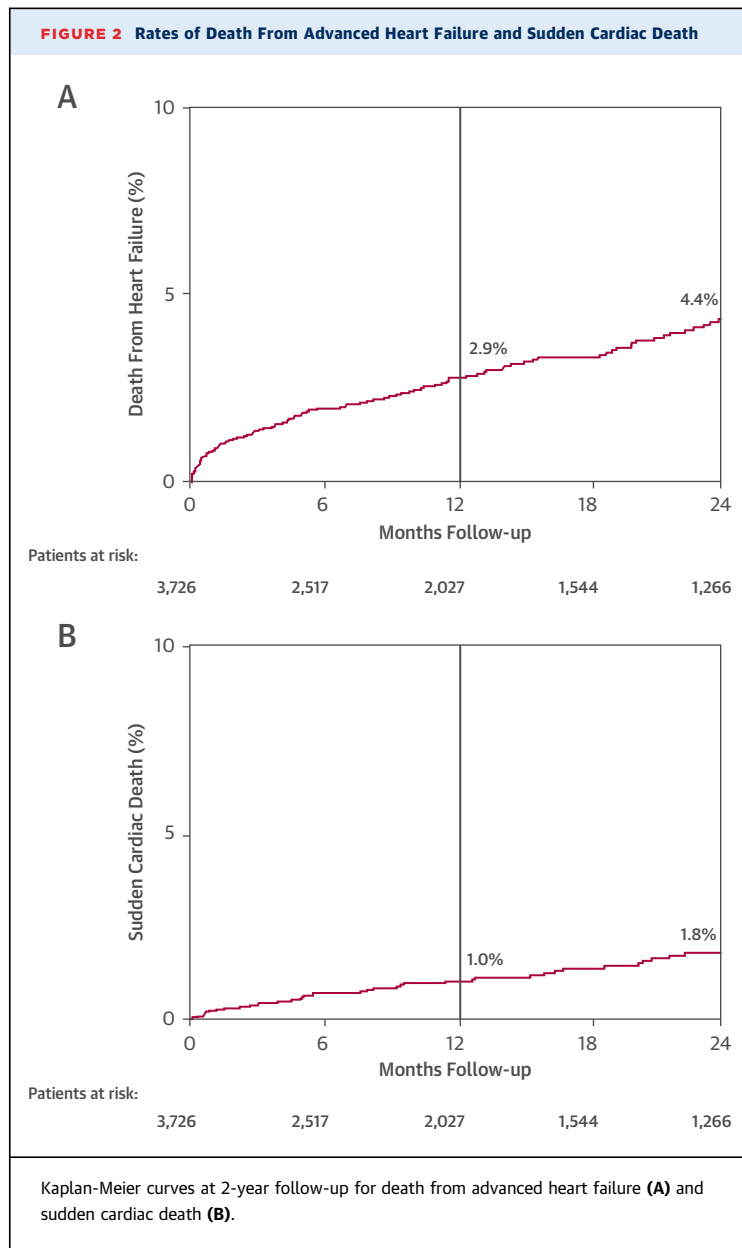 FIGURE 2 Rates of Death From Advanced Heart Failure and Sudden Cardiac Death
A
Death From Heart Failure (%)
10
5
0
2.9%
4.4%
0 6 12 18 24
Months Follow-up
Patients at risk:
3,726 2,517 2,027 1,544 1,266
B
Sudden Cardiac Death (%)
10
5
0
1.0%
1.8%
0 6 12 18 24
Months Follow-up
Patients at risk:
3,726 2,517 2,027 1,544 1,266
Kaplan-Meier curves at 2-year follow-up for death from advanced heart failure (A) and
sudden cardiac death (B).